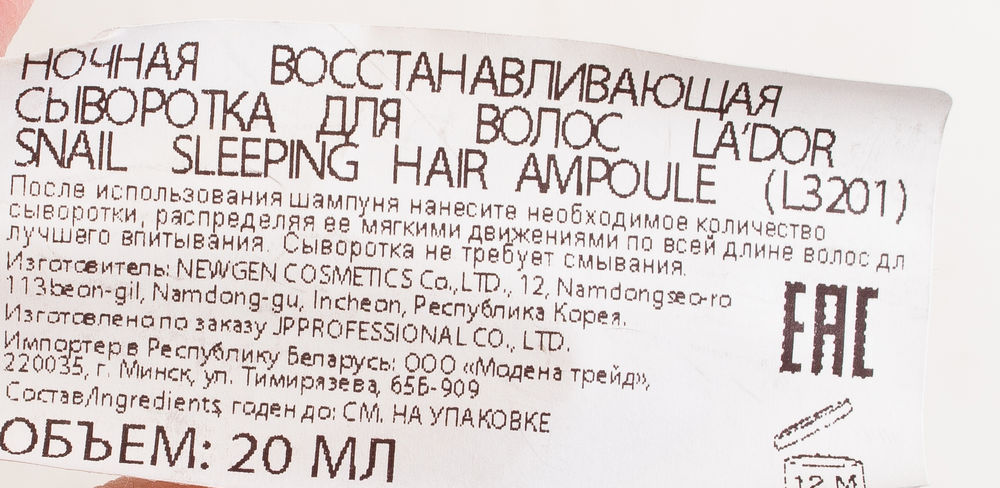 НОЧНАЯ ВОССТАНАВЛИВАЮЩАЯ
СЫВОРОТКА ДЛЯ ВОЛОС LA'DOR
SNAIL SLEEPING HAIR AMPOULE (L3201)
После использования шампуня нанесите необходимое количество
сыворотки, распределяя ее мягкими движениями по всей длине волос дл
лучшего впитывания. Сыворотка не требует смывания.
Изготовитель: NEWGEN COSMETICS Co.,LTD., 12, Namdongseo-ro
113beon-gil, Namdong-gu, Incheon, Республика Корея.
Изготовлено по заказу JPPROFESSIONAL CO., LTD.
Импортер в Республику Беларусь: ООО «Модена трейд»,
220035, г. Минск, ул. Тимирязева, 65Б-909
Состав/Ingredients, годен до: СМ. НА УПАКОВКЕ
ОБЪЕМ: 20 МЛ
EAC
12 M